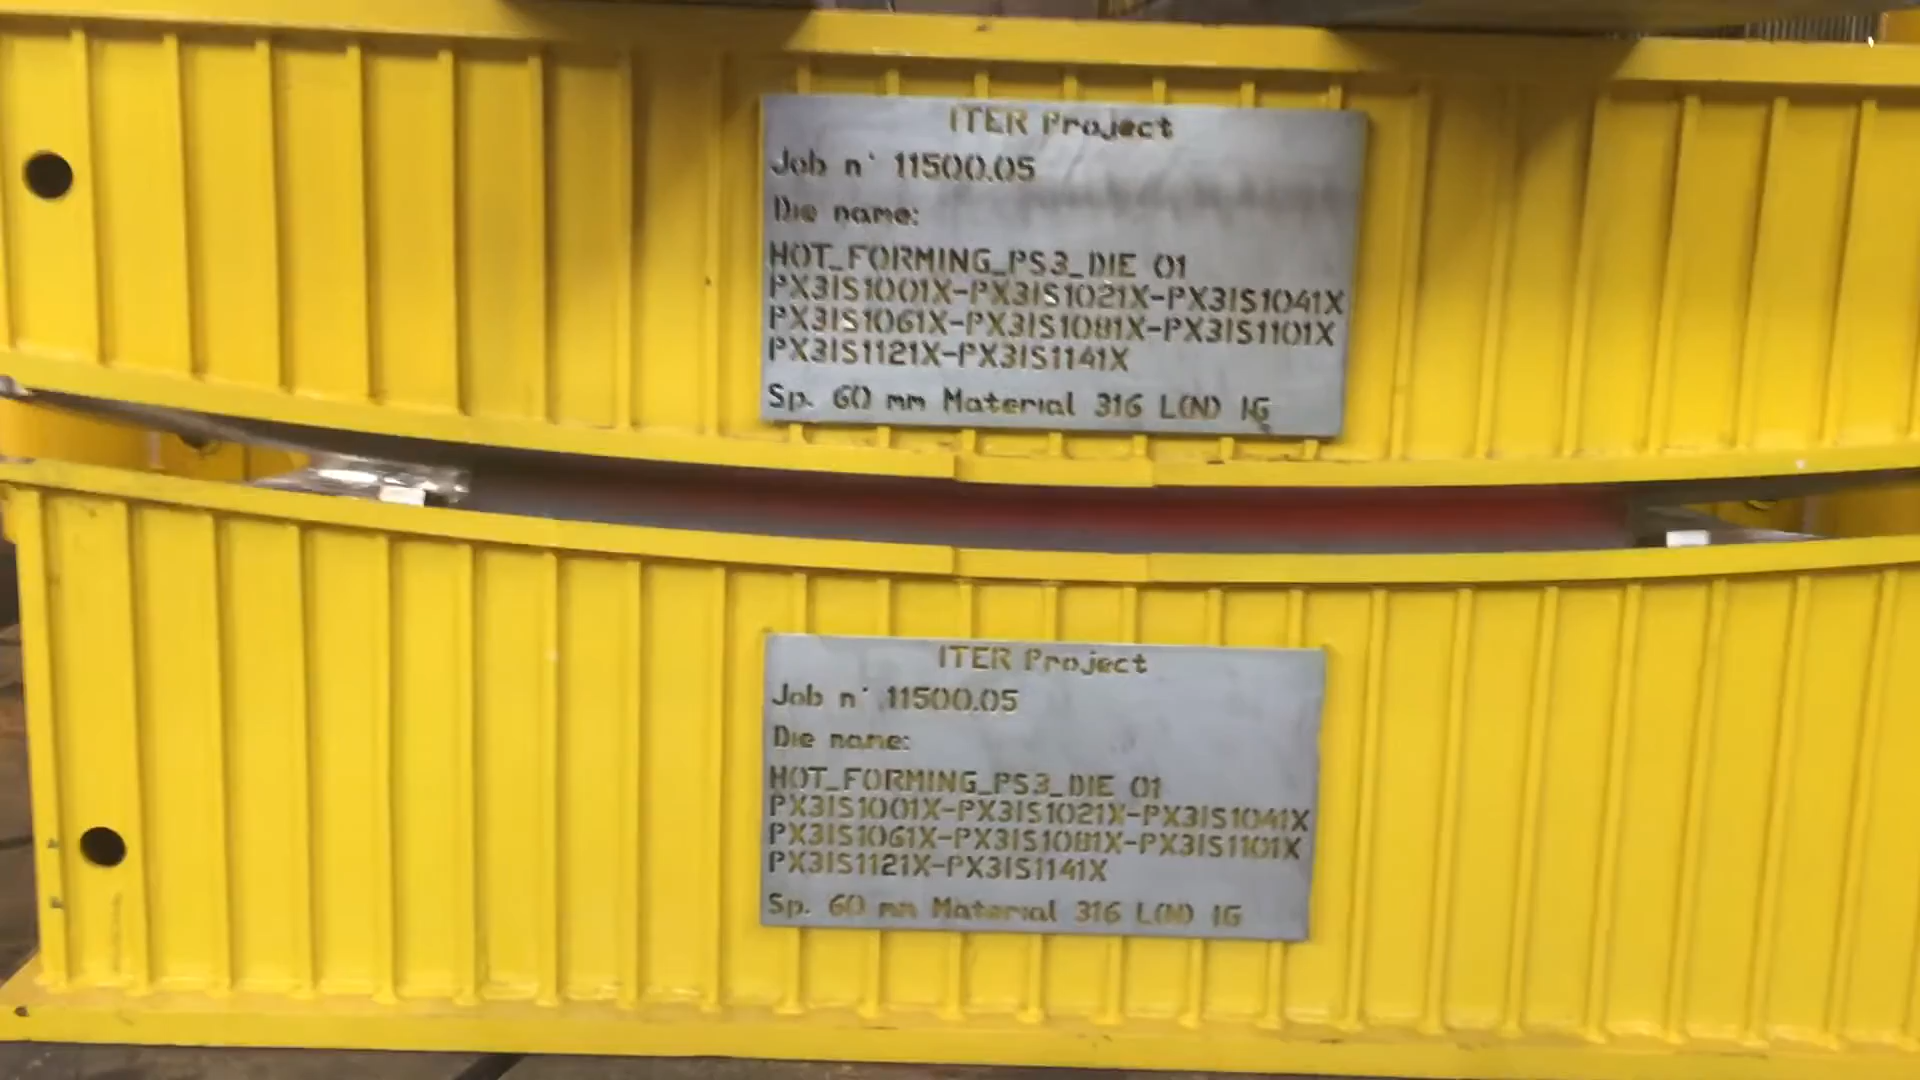 ITER Project
Job n° 11500.05
Die name:
HOT_FORMING_PS3_DIE 01
PX3IS1001X-PX3IS1021X-PX3IS1041X
PX3IS1061X-PX3IS1081X-PX3IS1101X
PX3IS1121X-PX3IS1141X
Sp. 60 mm Material 316 L(N) IG
ITER Project
Job n° 11500.05
Die name:
HOT_FORMING_PS3_DIE 01
PX3IS1001X-PX3IS1021X-PX3IS1041X
PX3IS1061X-PX3IS1081X-PX3IS1101X
PX3IS1121X-PX3IS1141X
Sp. 60 mm Material 316 L(N) IG